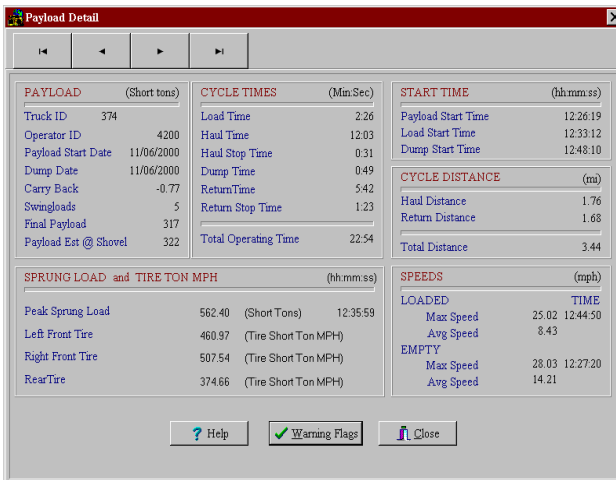 Payload Detail
PAYLOAD (Short tons)
Truck ID 374
Operator ID 4200
Payload Start Date 11/06/2000
Dump Date 11/06/2000
Carry Back -0.77
Swingloads 5
Final Payload 317
Payload Est @ Shovel 322
CYCLE TIMES (Min:Sec)
Load Time 2:26
Haul Time 12:03
Haul Stop Time 0:31
Dump Time 0:49
ReturnTime 5:42
Return Stop Time 1:23
Total Operating Time 22:54
START TIME (hh:mm:ss)
Payload Start Time 12:26:19
Load Start Time 12:33:12
Dump Start Time 12:48:10
CYCLE DISTANCE (mi)
Haul Distance 1.76
Return Distance 1.68
Total Distance 3.44
SPRUNG LOAD and TIRE TON MPH (hh:mm:ss)
Peak Sprung Load 562.40 (Short Tons) 12:35:59
Left Front Tire 460.97 (Tire Short Ton MPH)
Right Front Tire 507.54 (Tire Short Ton MPH)
RearTire 374.66 (Tire Short Ton MPH)
SPEEDS (mph)
LOADED TIME
Max Speed 25.02 12:44:50
Avg Speed 8.43
EMPTY
Max Speed 28.03 12:27:20
Avg Speed 14.21
? Help
Warning Flags
Close